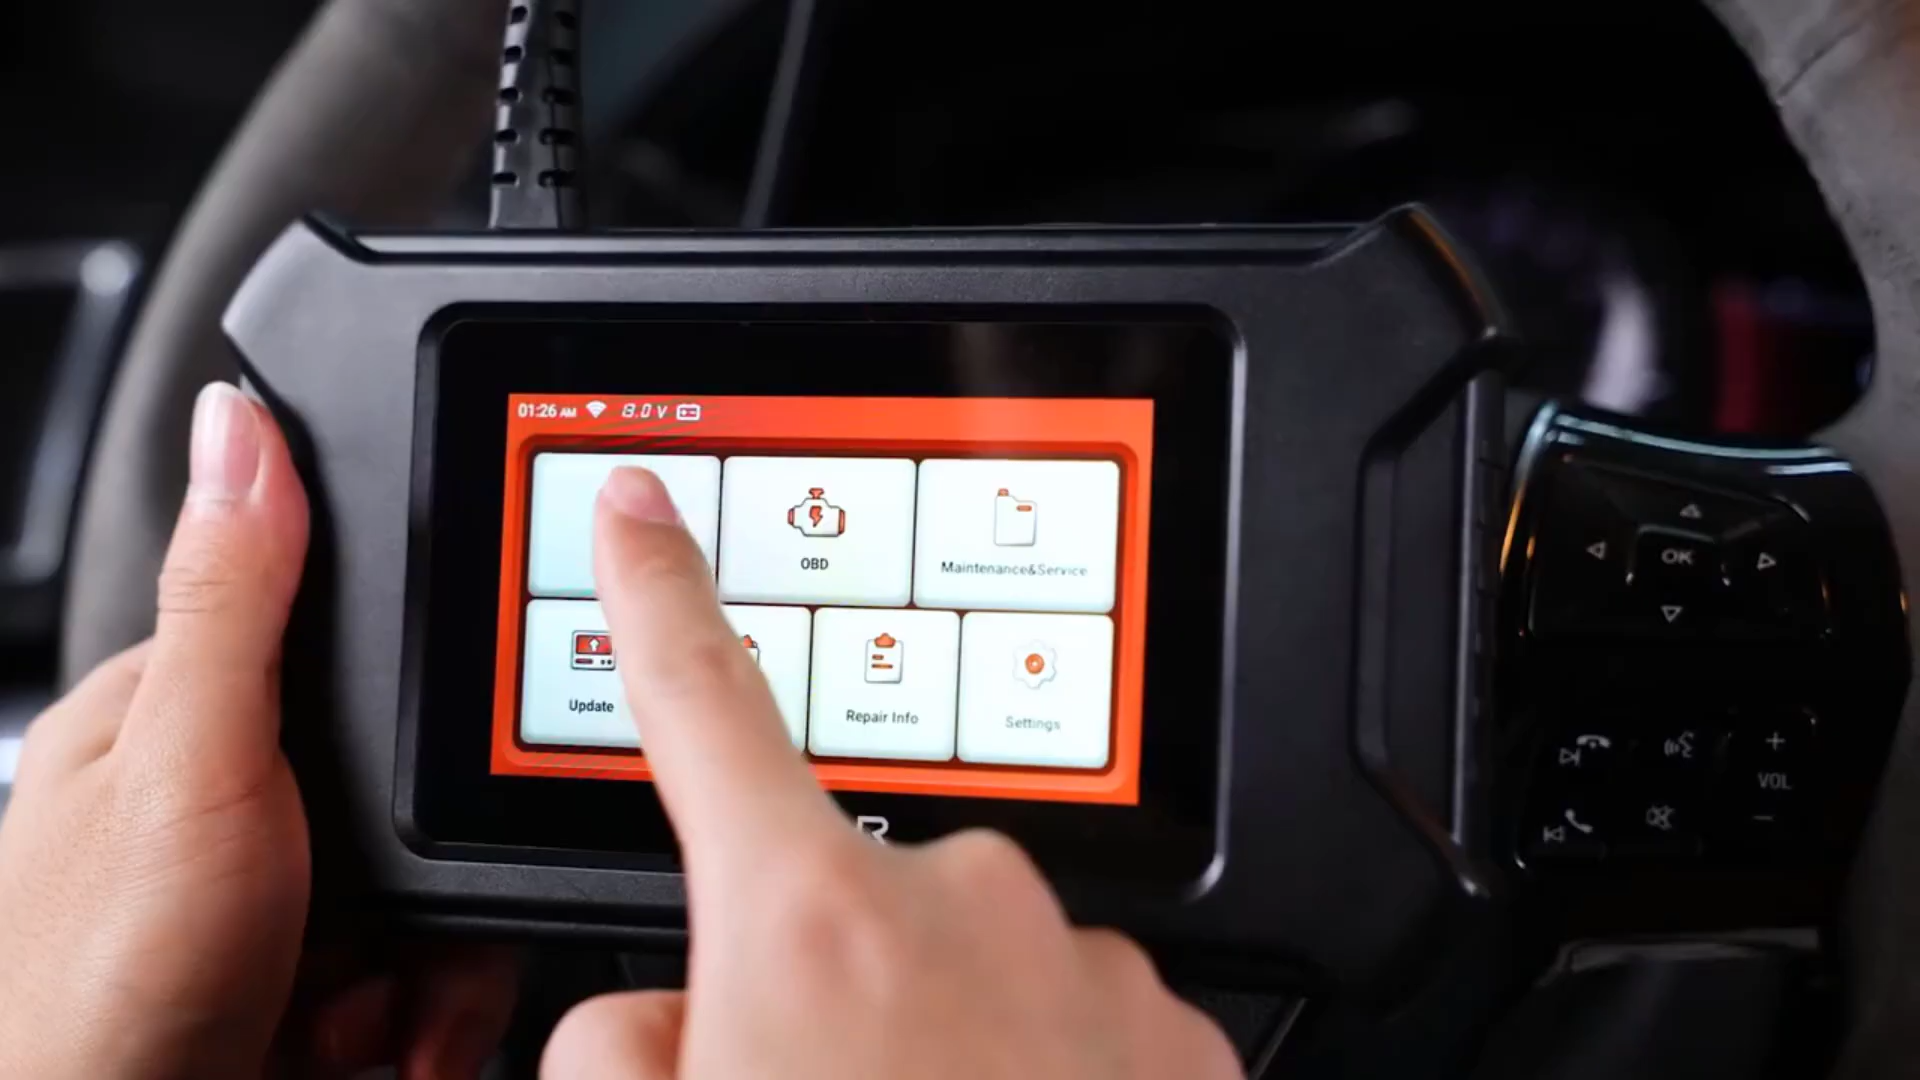 01:26 AM 8.0 V
OBD
Maintenance&Service
Update
Repair Info
Settings
R
OK
VOL